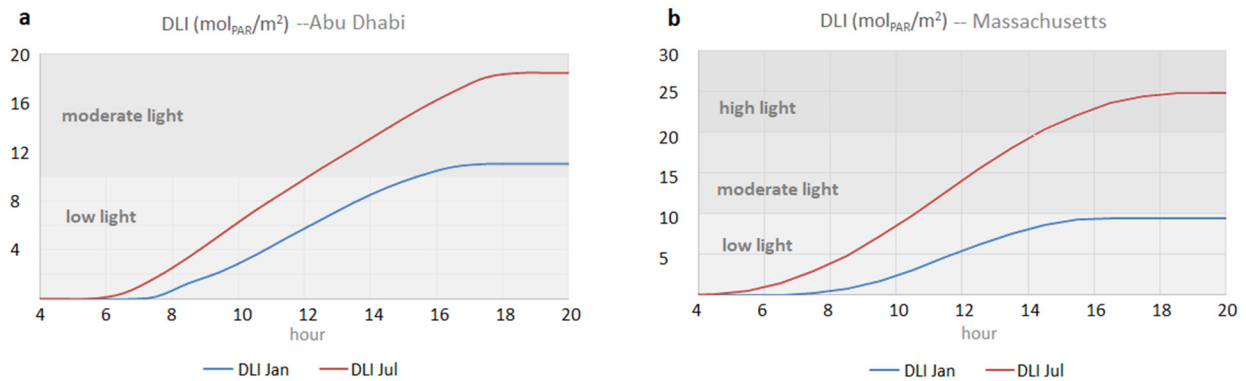 a
DLI (molPAR/m²) --Abu Dhabi
20
16
12
8
4
moderate light
low light
4 6 8 10 12 14 16 18 20
hour
DLI Jan DLI Jul
b
DLI (molPAR/m²) -- Massachusetts
30
25
20
15
10
5
high light
moderate light
low light
4 6 8 10 12 14 16 18 20
hour
DLI Jan DLI Jul